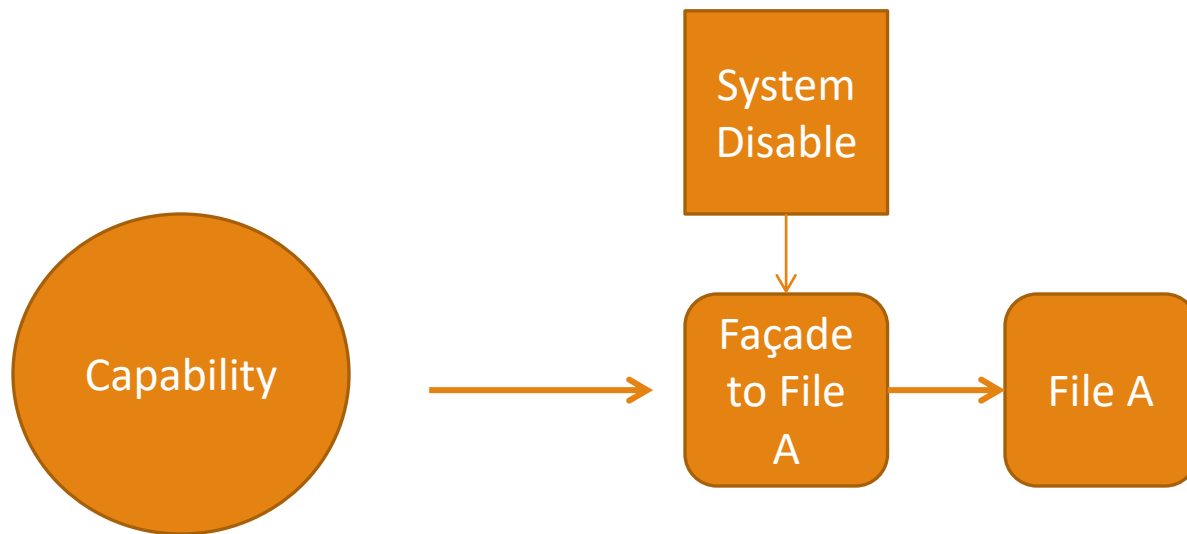 System
Disable
Capability
Façade
to File
A
File A